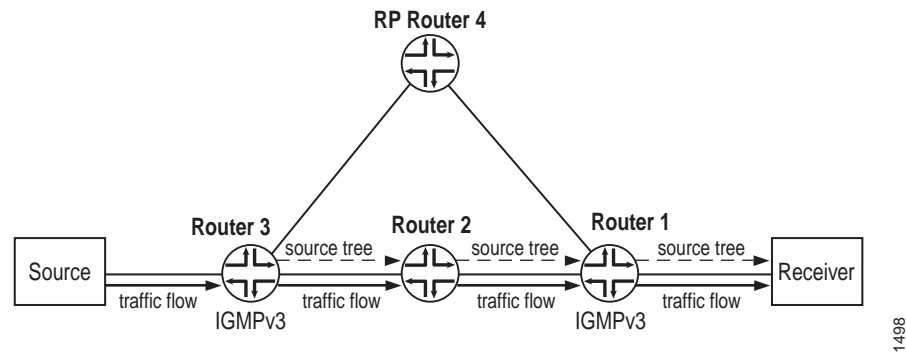 RP Router 4
Router 3
Router 2
Router 1
source tree
source tree
source tree
Source
Receiver
traffic flow
traffic flow
traffic flow
traffic flow
IGMPv3
IGMPv3
1498